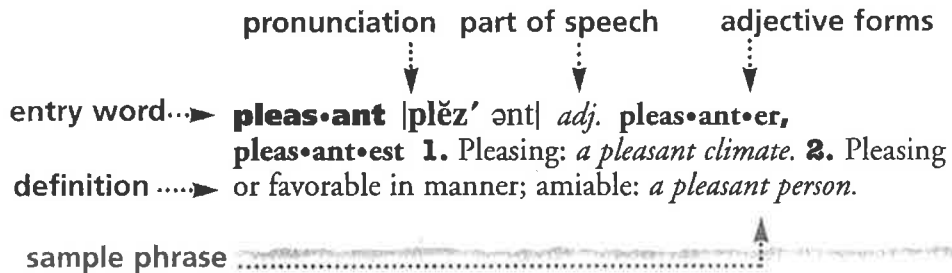 pronunciation part of speech adjective forms
entry word pleas•ant |plĕz′ ənt| adj. pleas•ant•er,
pleas•ant•est 1. Pleasing: a pleasant climate. 2. Pleasing
definition or favorable in manner; amiable: a pleasant person.
sample phrase